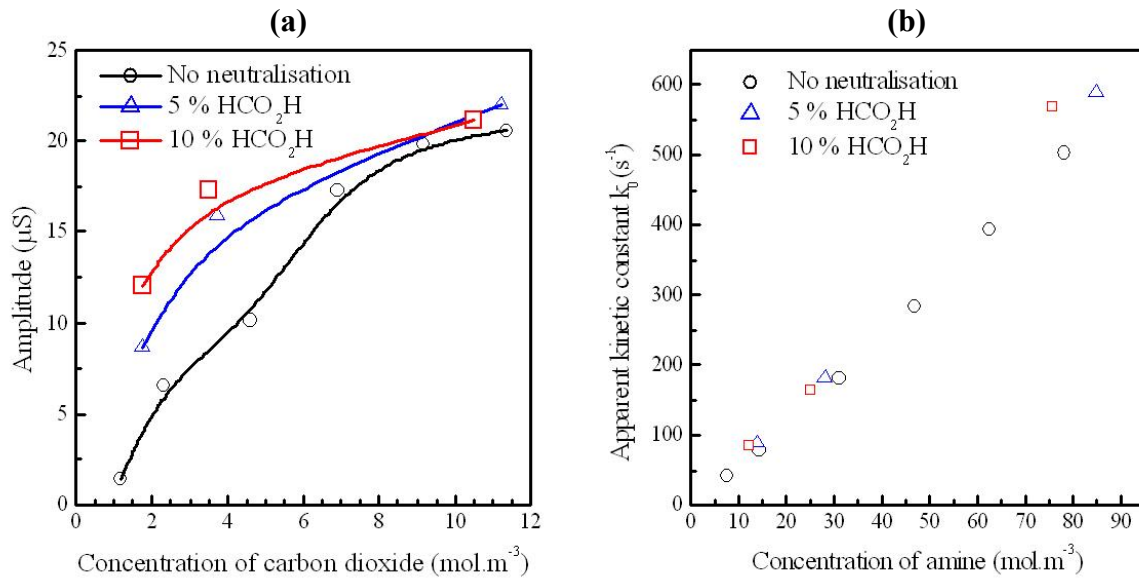 (a)
25
20
15
10
5
0
Amplitude (µS)
No neutralisation
5 % HCO₂H
10 % HCO₂H
0 2 4 6 8 10 12
Concentration of carbon dioxide (mol.m⁻³)
(b)
600
500
400
300
200
100
0
Apparent kinetic constant k₀ (s⁻¹)
No neutralisation
5 % HCO₂H
10 % HCO₂H
0 10 20 30 40 50 60 70 80 90
Concentration of amine (mol.m⁻³)